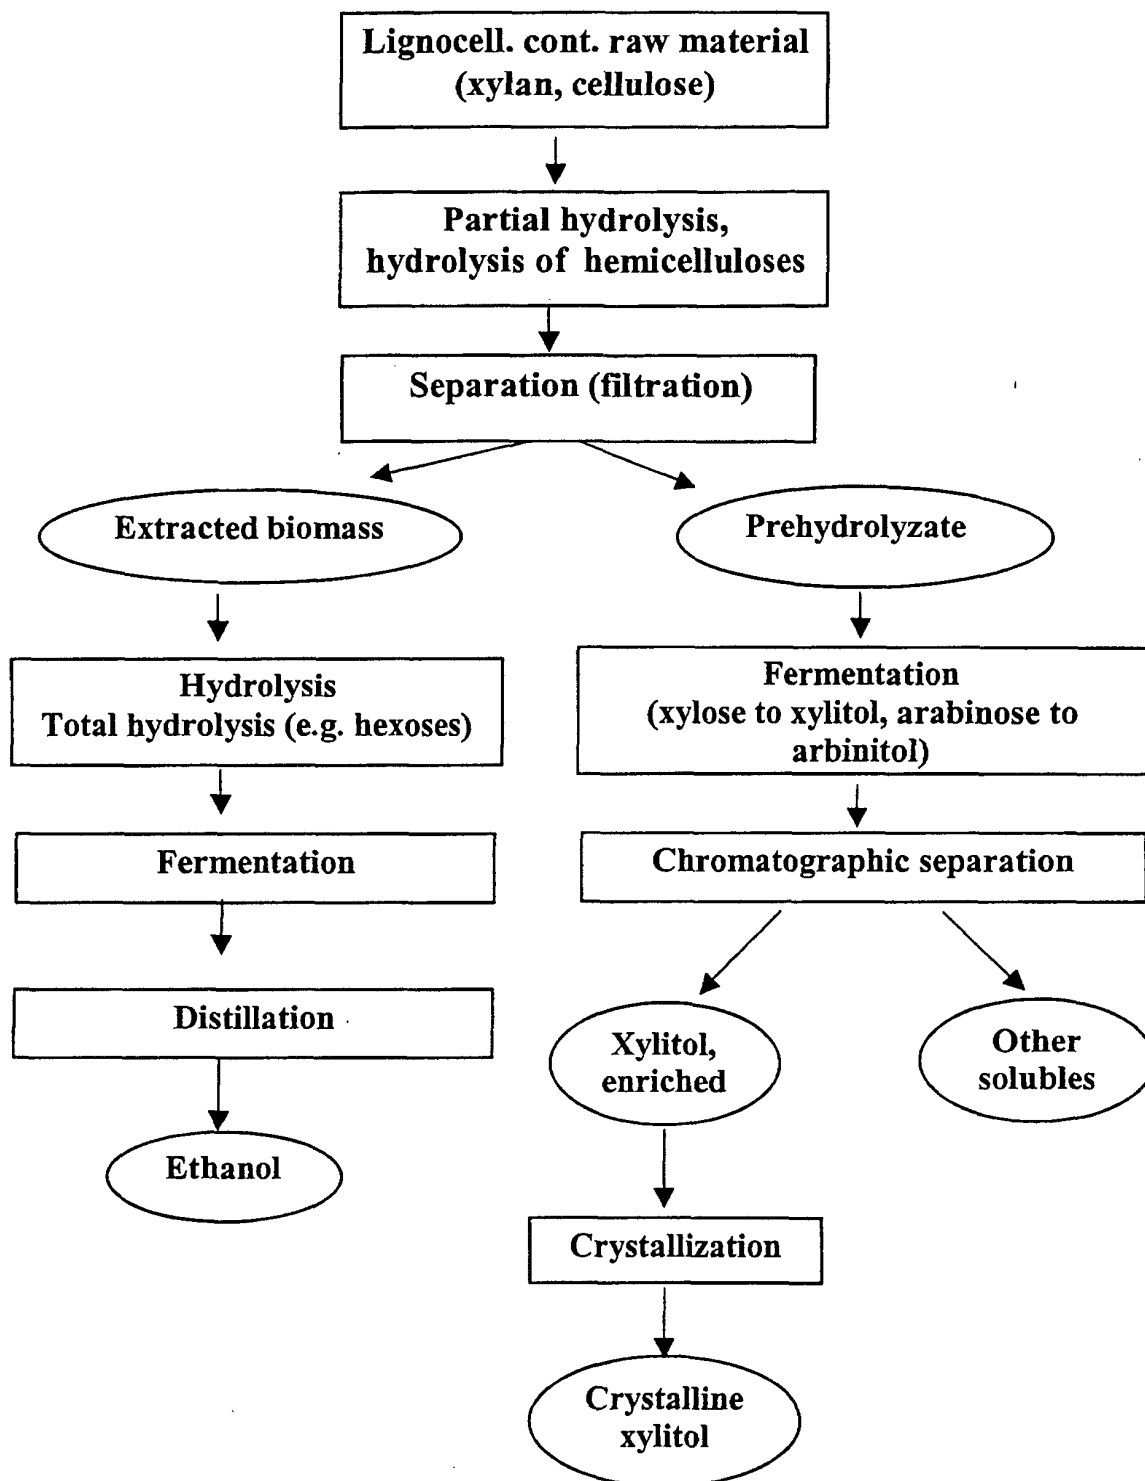 Lignocell. cont. raw material
(xylan, cellulose)
Partial hydrolysis,
hydrolysis of hemicelluloses
Separation (filtration)
Extracted biomass
Prehydrolyzate
Hydrolysis
Total hydrolysis (e.g. hexoses)
Fermentation
(xylose to xylitol, arabinose to
arbinitol)
Fermentation
Chromatographic separation
Distillation
Xylitol,
enriched
Other
solubles
Ethanol
Crystallization
Crystalline
xylitol